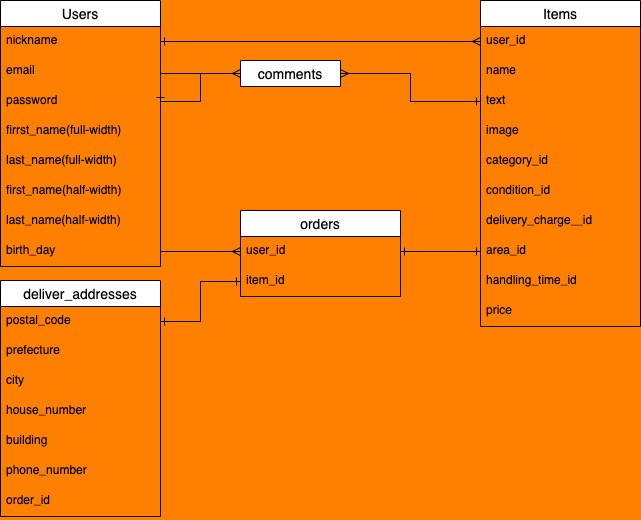 Users
nickname
email
password
firrst_name(full-width)
last_name(full-width)
first_name(half-width)
last_name(half-width)
birth_day
deliver_addresses
postal_code
prefecture
city
house_number
building
phone_number
order_id
comments
orders
user_id
item_id
Items
user_id
name
text
image
category_id
condition_id
delivery_charge__id
area_id
handling_time_id
price